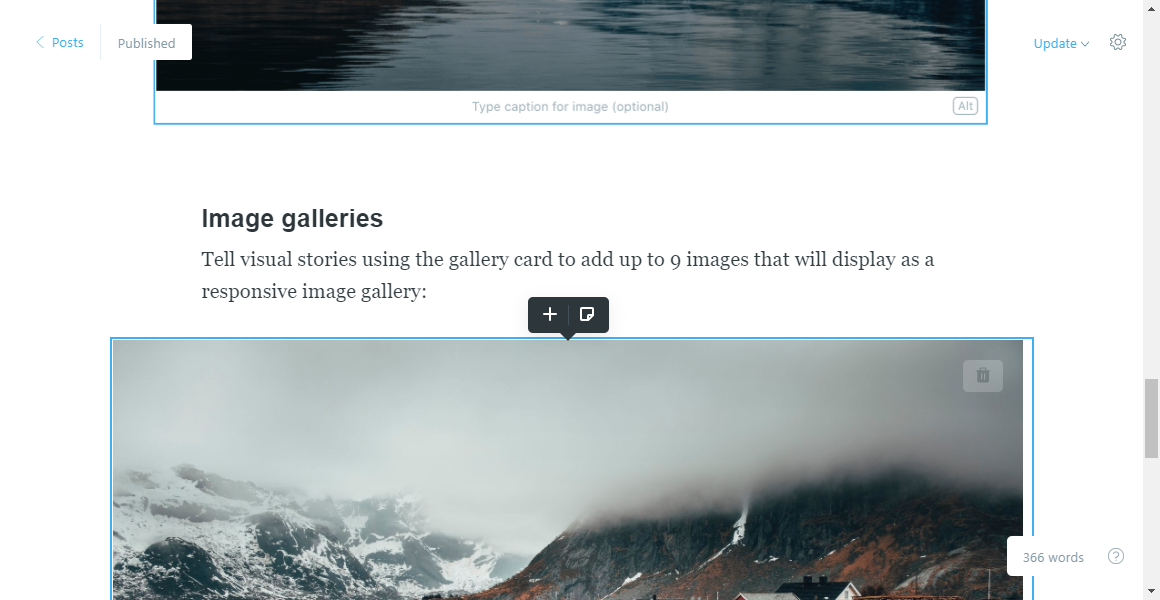 Posts
Published
Update
Type caption for image (optional)
Alt
Image galleries
Tell visual stories using the gallery card to add up to 9 images that will display as a
responsive image gallery:
366 words
?